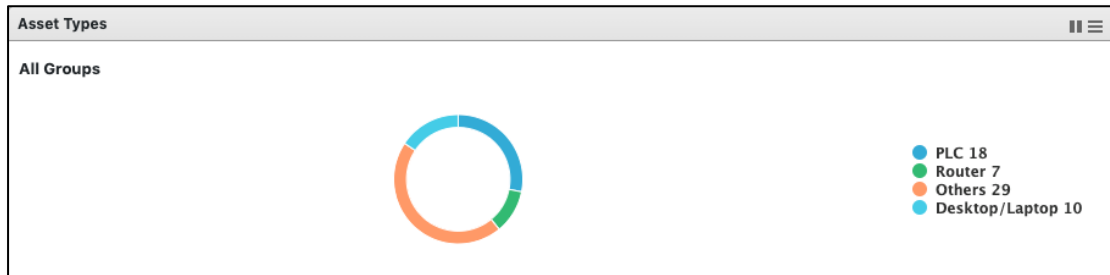 Asset Types
All Groups
PLC 18
Router 7
Others 29
Desktop/Laptop 10